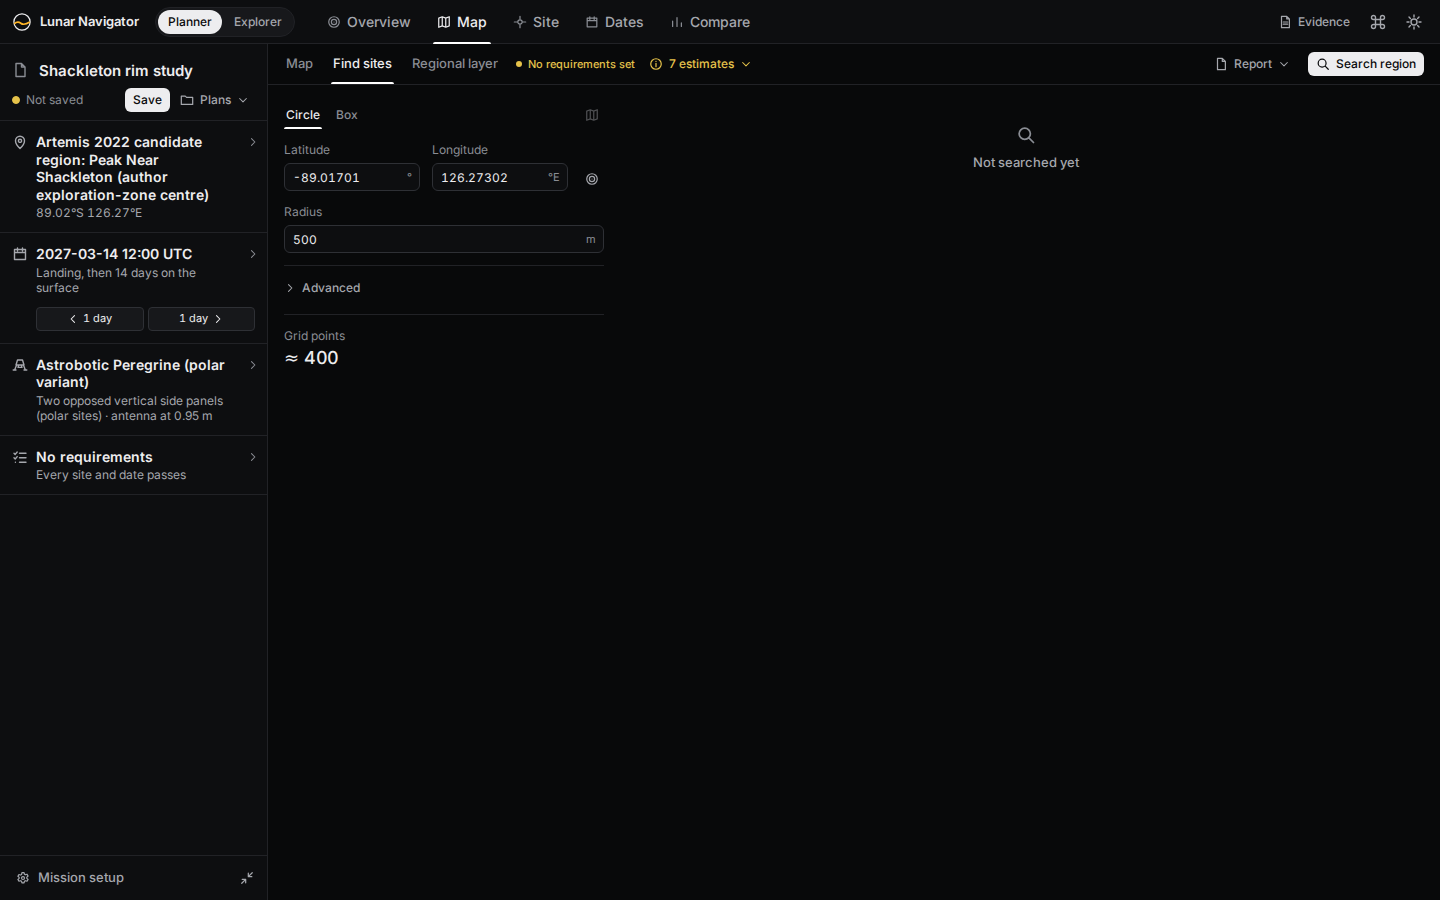 Lunar Navigator
Planner
Explorer
Overview
Map
Site
Dates
Compare
Evidence
Shackleton rim study
Not saved
Save
Plans
Artemis 2022 candidate
region: Peak Near
Shackleton (author
exploration-zone centre)
89.02°S 126.27°E
2027-03-14 12:00 UTC
Landing, then 14 days on the
surface
1 day
1 day
Astrobotic Peregrine (polar
variant)
Two opposed vertical side panels
(polar sites) · antenna at 0.95 m
No requirements
Every site and date passes
Mission setup
Map
Find sites
Regional layer
No requirements set
7 estimates
Report
Search region
Circle
Box
Latitude
Longitude
-89.01701 °
126.27302 °E
Radius
500 m
Advanced
Grid points
≈ 400
Not searched yet